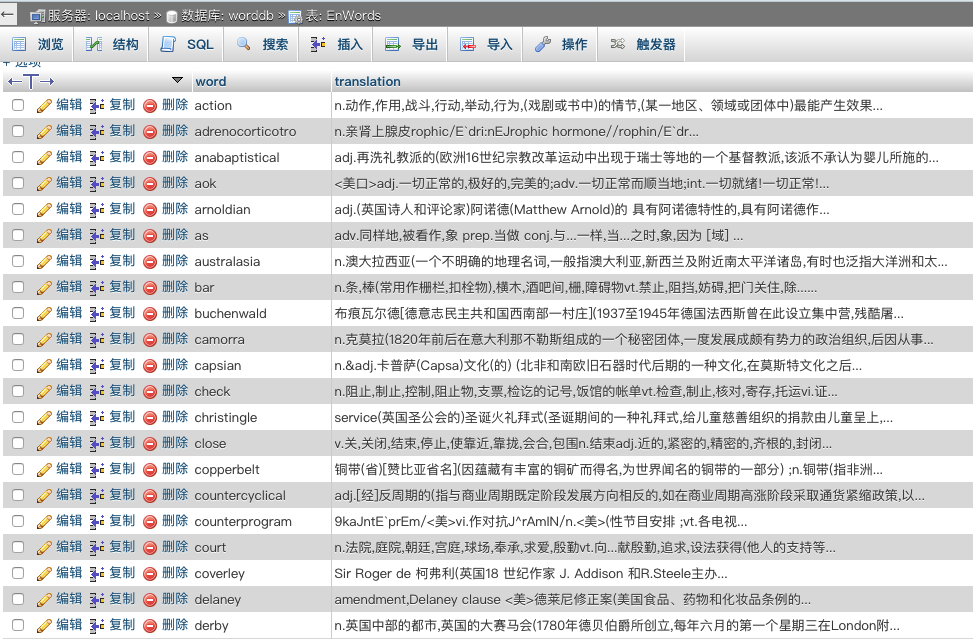 服务器: localhost » 数据库: worddb » 表: EnWords
浏览 结构 SQL 搜索 插入 导出 导入 操作 触发器
+ 选项
word translation
编辑 复制 删除 action n.动作,作用,战斗,行动,举动,行为,(戏剧或书中)的情节,(某一地区、领域或团体中)最能产生效果...
编辑 复制 删除 adrenocorticotro n.亲肾上腺皮rophic/E`dri:nEJrophic hormone//rophin/E`dr...
编辑 复制 删除 anabaptistical adj.再洗礼教派的(欧洲16世纪宗教改革运动中出现于瑞士等地的一个基督教派,该派不承认为婴儿所施的...
编辑 复制 删除 aok <美口>adj.一切正常的,极好的,完美的;adv.一切正常而顺当地;int.一切就绪!一切正常!...
编辑 复制 删除 arnoldian adj.(英国诗人和评论家)阿诺德(Matthew Arnold)的 具有阿诺德特性的,具有阿诺德作...
编辑 复制 删除 as adv.同样地,被看作,象 prep.当做 conj.与...一样,当...之时,象,因为 [域] ...
编辑 复制 删除 australasia n.澳大拉西亚(一个不明确的地理名词,一般指澳大利亚,新西兰及附近南太平洋诸岛,有时也泛指大洋洲和太...
编辑 复制 删除 bar n.条,棒(常用作栅栏,扣栓物),横木,酒吧间,栅,障碍物vt.禁止,阻挡,妨碍,把门关住,除......
编辑 复制 删除 buchenwald 布痕瓦尔德[德意志民主共和国西南部一村庄](1937至1945年德国法西斯曾在此设立集中营,残酷屠...
编辑 复制 删除 camorra n.克莫拉(1820年前后在意大利那不勒斯组成的一个秘密团体,一度发展成颇有势力的政治组织,后因从事...
编辑 复制 删除 capsian n.&adj.卡普萨(Capsa)文化(的) (北非和南欧旧石器时代后期的一种文化,在莫斯特文化之后...
编辑 复制 删除 check n.阻止,制止,控制,阻止物,支票,检讫的记号,饭馆的帐单vt.检查,制止,核对,寄存,托运vi.证...
编辑 复制 删除 christingle service(英国圣公会的)圣诞火礼拜式(圣诞期间的一种礼拜式,给儿童慈善组织的捐款由儿童呈上,...
编辑 复制 删除 close v.关,关闭,结束,停止,使靠近,靠拢,会合,包围n.结束adj.近的,紧密的,精密的,齐根的,封闭...
编辑 复制 删除 copperbelt 铜带(省)[赞比亚省名](因蕴藏有丰富的铜矿而得名,为世界闻名的铜带的一部分) ;n.铜带(指非洲...
编辑 复制 删除 countercyclical adj.[经]反周期的(指与商业周期既定阶段发展方向相反的,如在商业周期高涨阶段采取通货紧缩政策,以...
编辑 复制 删除 counterprogram 9kaJntE`prEm/<美>vi.作对抗J^rAmIN/n.<美>(性节目安排 ;vt.各电视...
编辑 复制 删除 court n.法院,庭院,朝廷,宫庭,球场,奉承,求爱,殷勤vt.向...献殷勤,追求,设法获得(他人的支持等...
编辑 复制 删除 coverley Sir Roger de 柯弗利(英国18 世纪作家 J. Addison 和R.Steele主办...
编辑 复制 删除 delaney amendment,Delaney clause <美>德莱尼修正案(美国食品、药物和化妆品条例的...
编辑 复制 删除 derby n.英国中部的都市,英国的大赛马会(1780年德贝伯爵所创立,每年六月的第一个星期三在London附...